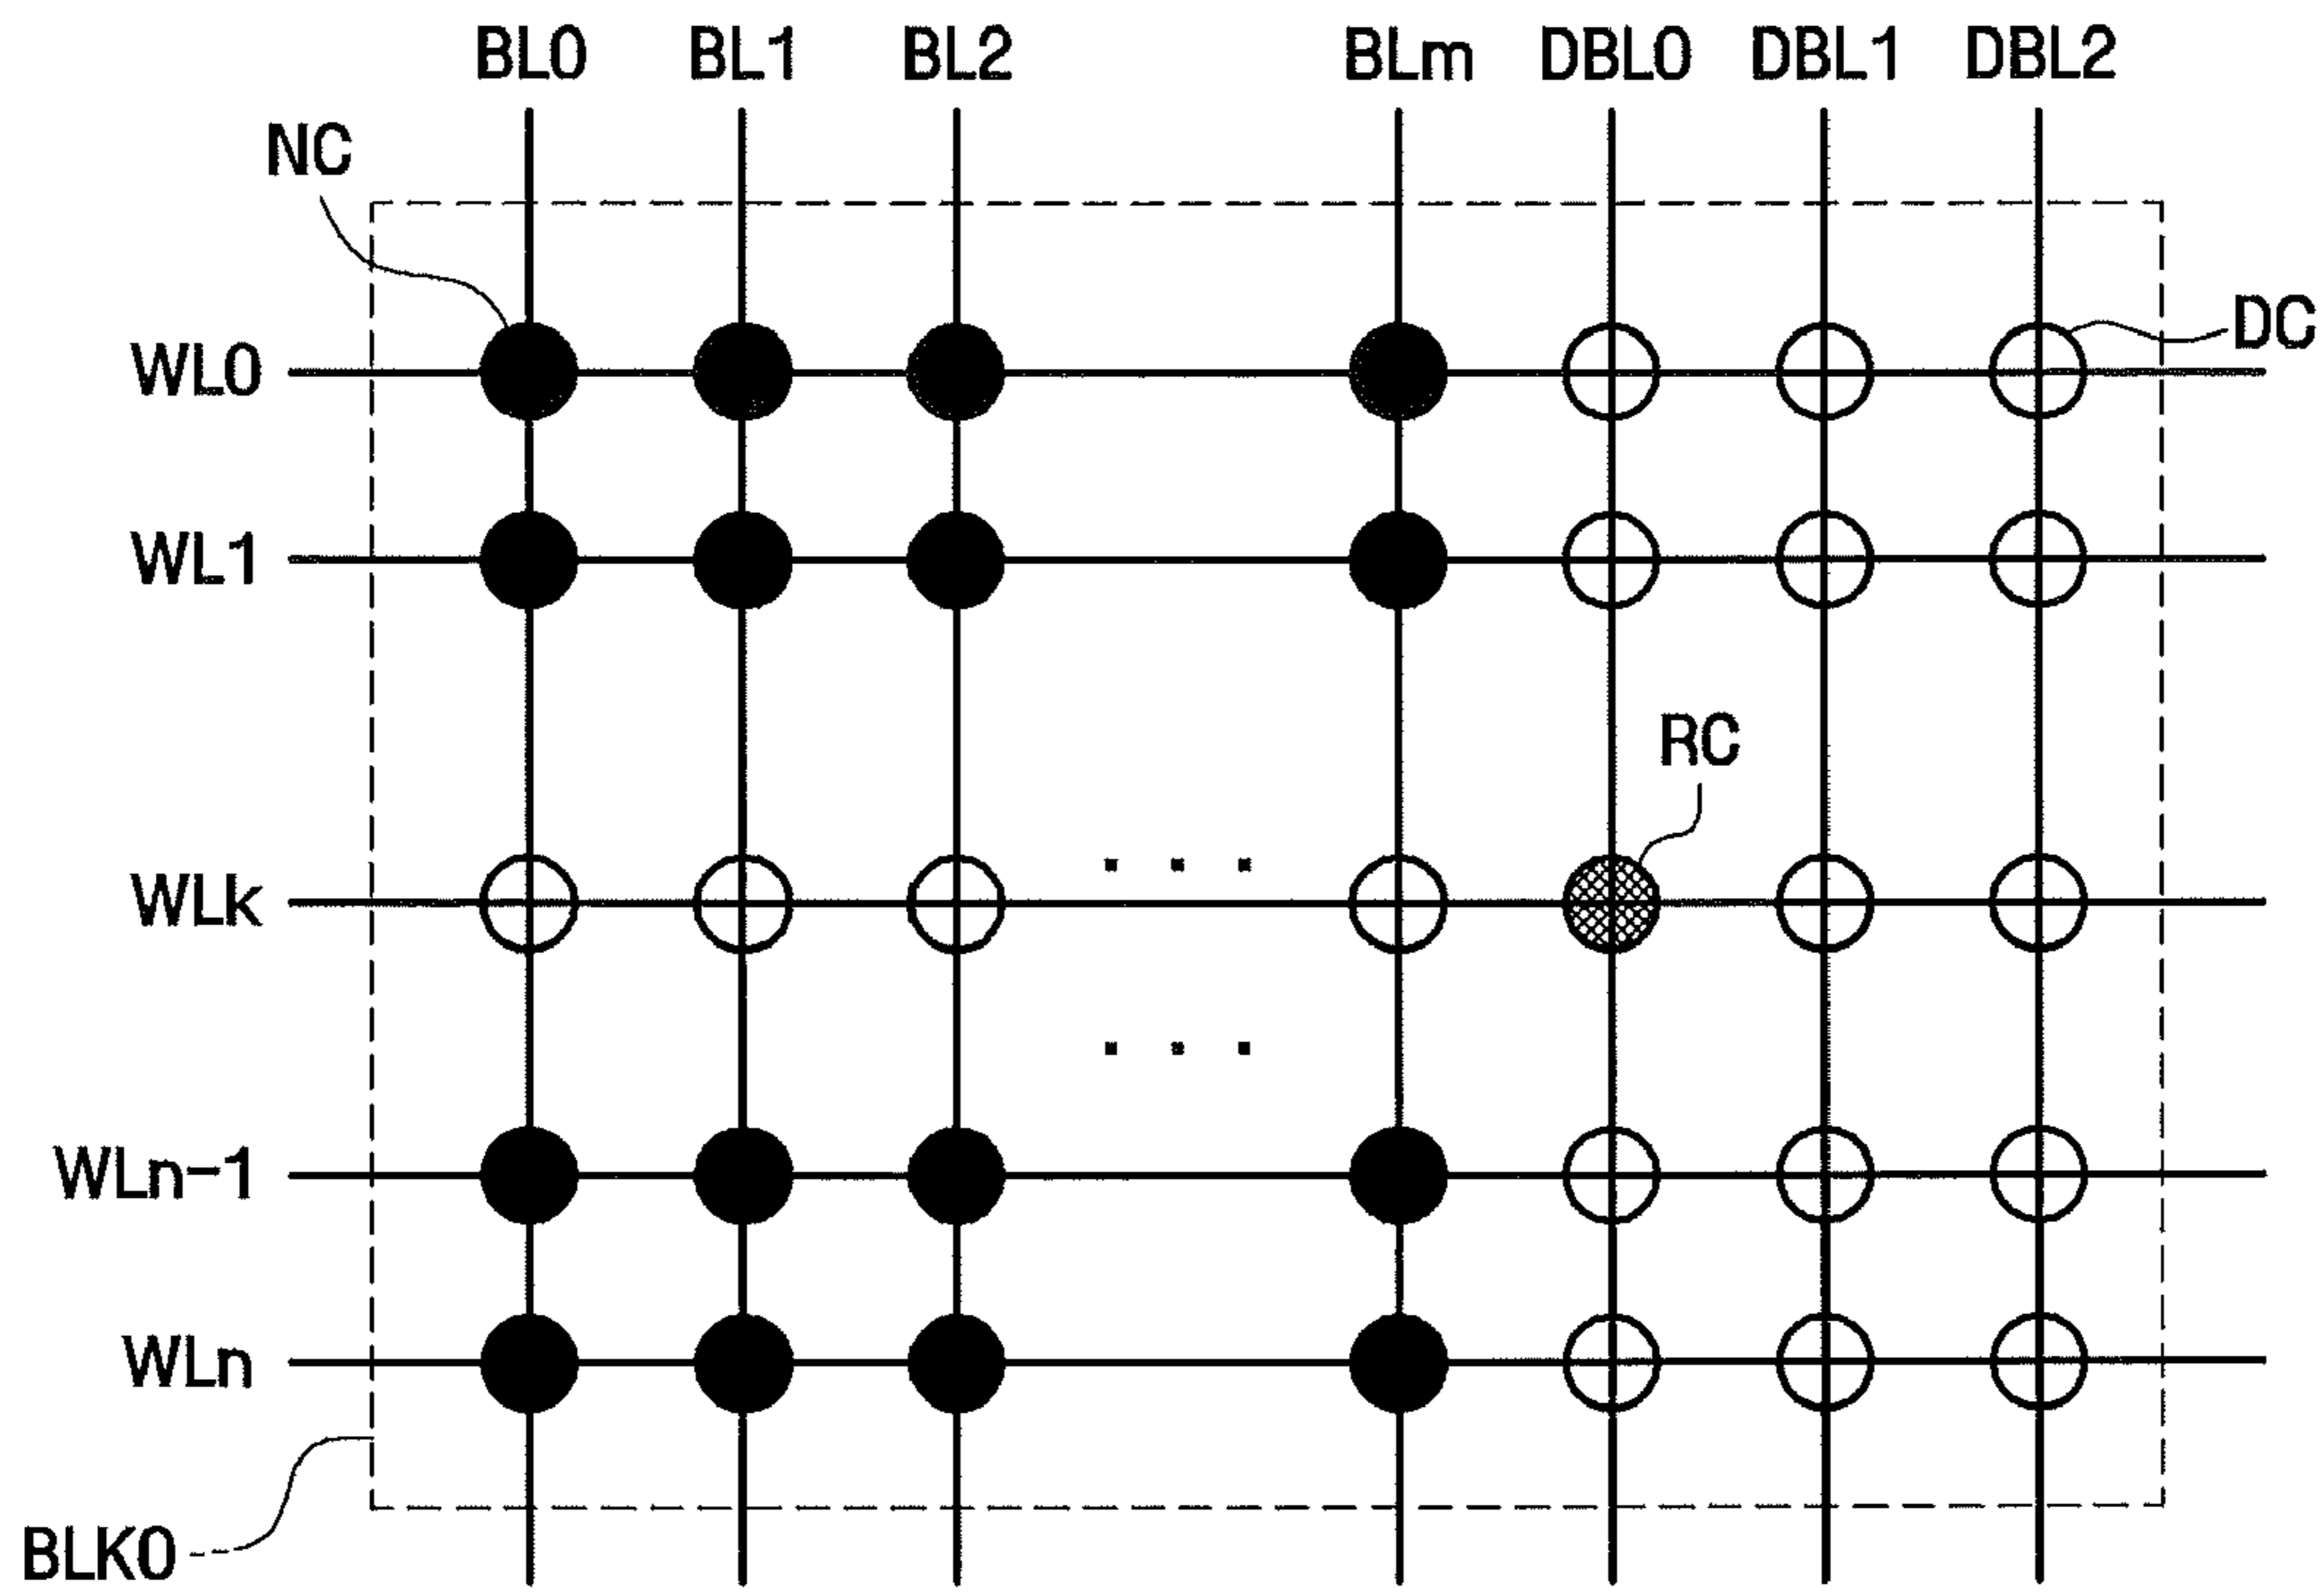 BL0 BL1 BL2 BLm DBL0 DBL1 DBL2
NC
DC
WL0
WL1
RC
WLk
. . .
. . .
WLn-1
WLn
BLK0